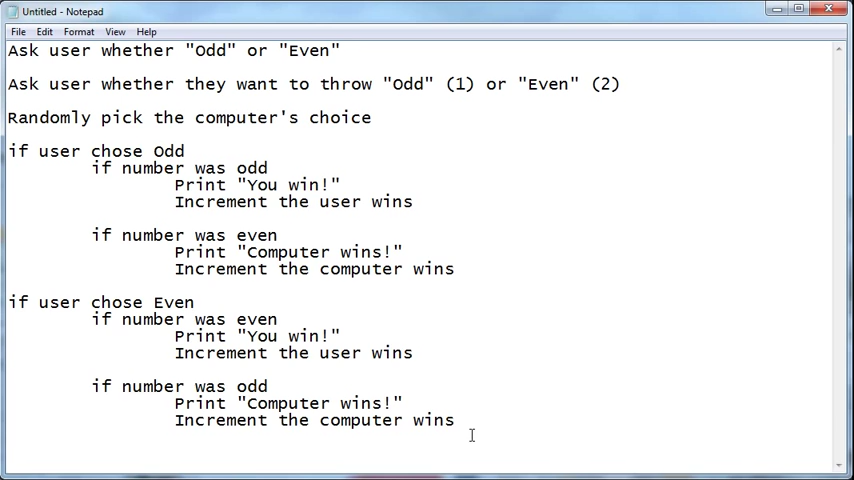 Untitled - Notepad
File Edit Format View Help
Ask user whether "Odd" or "Even"
Ask user whether they want to throw "Odd" (1) or "Even" (2)
Randomly pick the computer's choice
if user chose Odd
if number was odd
Print "You win!"
Increment the user wins
if number was even
Print "Computer wins!"
Increment the computer wins
if user chose Even
if number was even
Print "You win!"
Increment the user wins
if number was odd
Print "Computer wins!"
Increment the computer wins